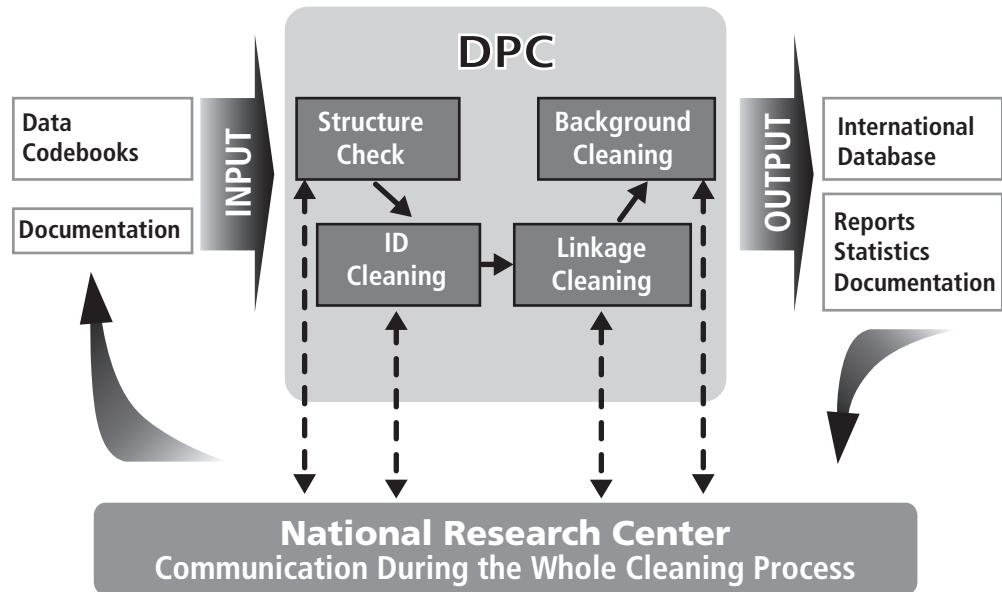 DPC
Data
Codebooks
Documentation
INPUT
Structure
Check
ID
Cleaning
Linkage
Cleaning
Background
Cleaning
OUTPUT
International
Database
Reports
Statistics
Documentation
National Research Center
Communication During the Whole Cleaning Process